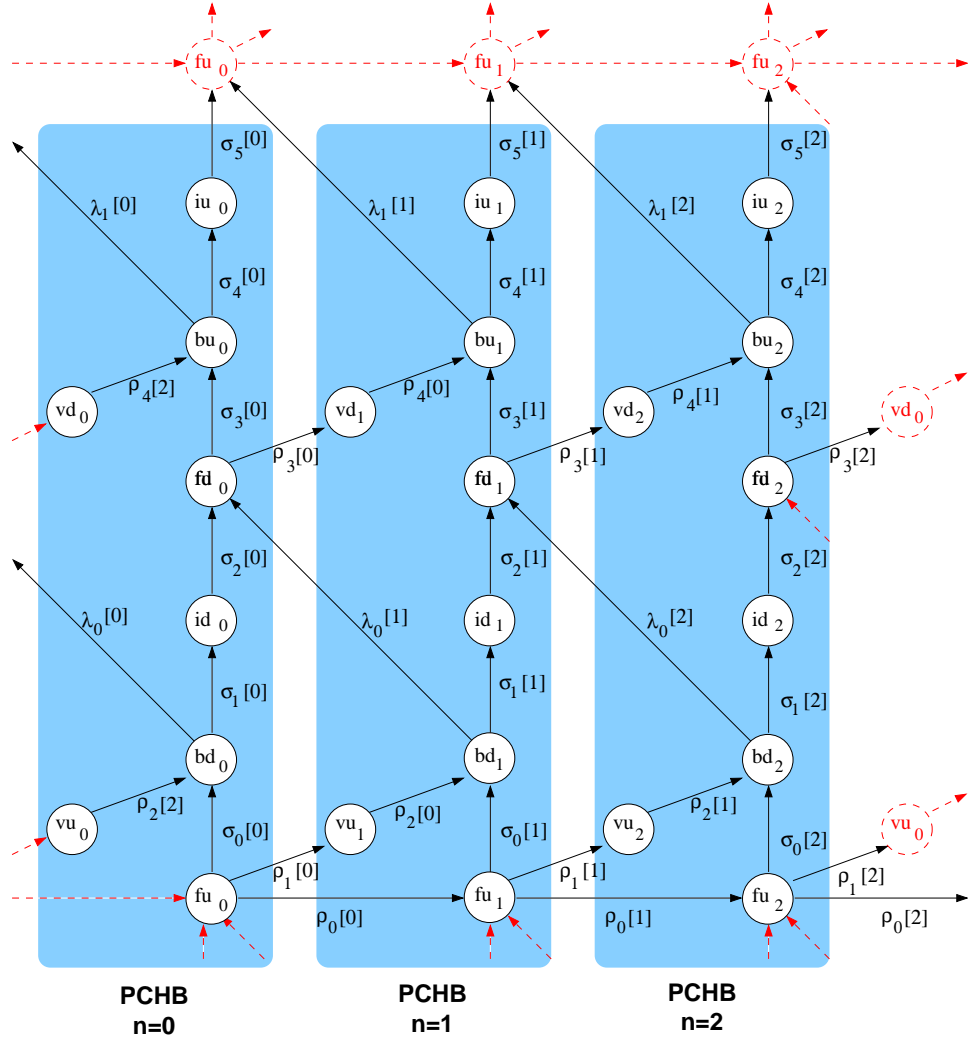 fu 0 fu 1 fu 2
σ5[0] σ5[1] σ5[2]
iu 0 iu 1 iu 2
λ1[0] λ1[1] λ1[2]
σ4[0] σ4[1] σ4[2]
bu 0 bu 1 bu 2
ρ4[2] ρ4[0] ρ4[1]
vd 0 σ3[0] vd 1 σ3[1] vd 2 σ3[2] vd 0
ρ3[0] ρ3[1] ρ3[2]
fd 0 fd 1 fd 2
σ2[0] σ2[1] σ2[2]
λ0[0] id 0 λ0[1] id 1 λ0[2] id 2
σ1[0] σ1[1] σ1[2]
bd 0 bd 1 bd 2
ρ2[2] ρ2[0] ρ2[1]
vu 0 σ0[0] vu 1 σ0[1] vu 2 σ0[2] vu 0
ρ1[0] ρ1[1] ρ1[2]
fu 0 fu 1 fu 2
ρ0[0] ρ0[1] ρ0[2]
PCHB PCHB PCHB
n=0 n=1 n=2